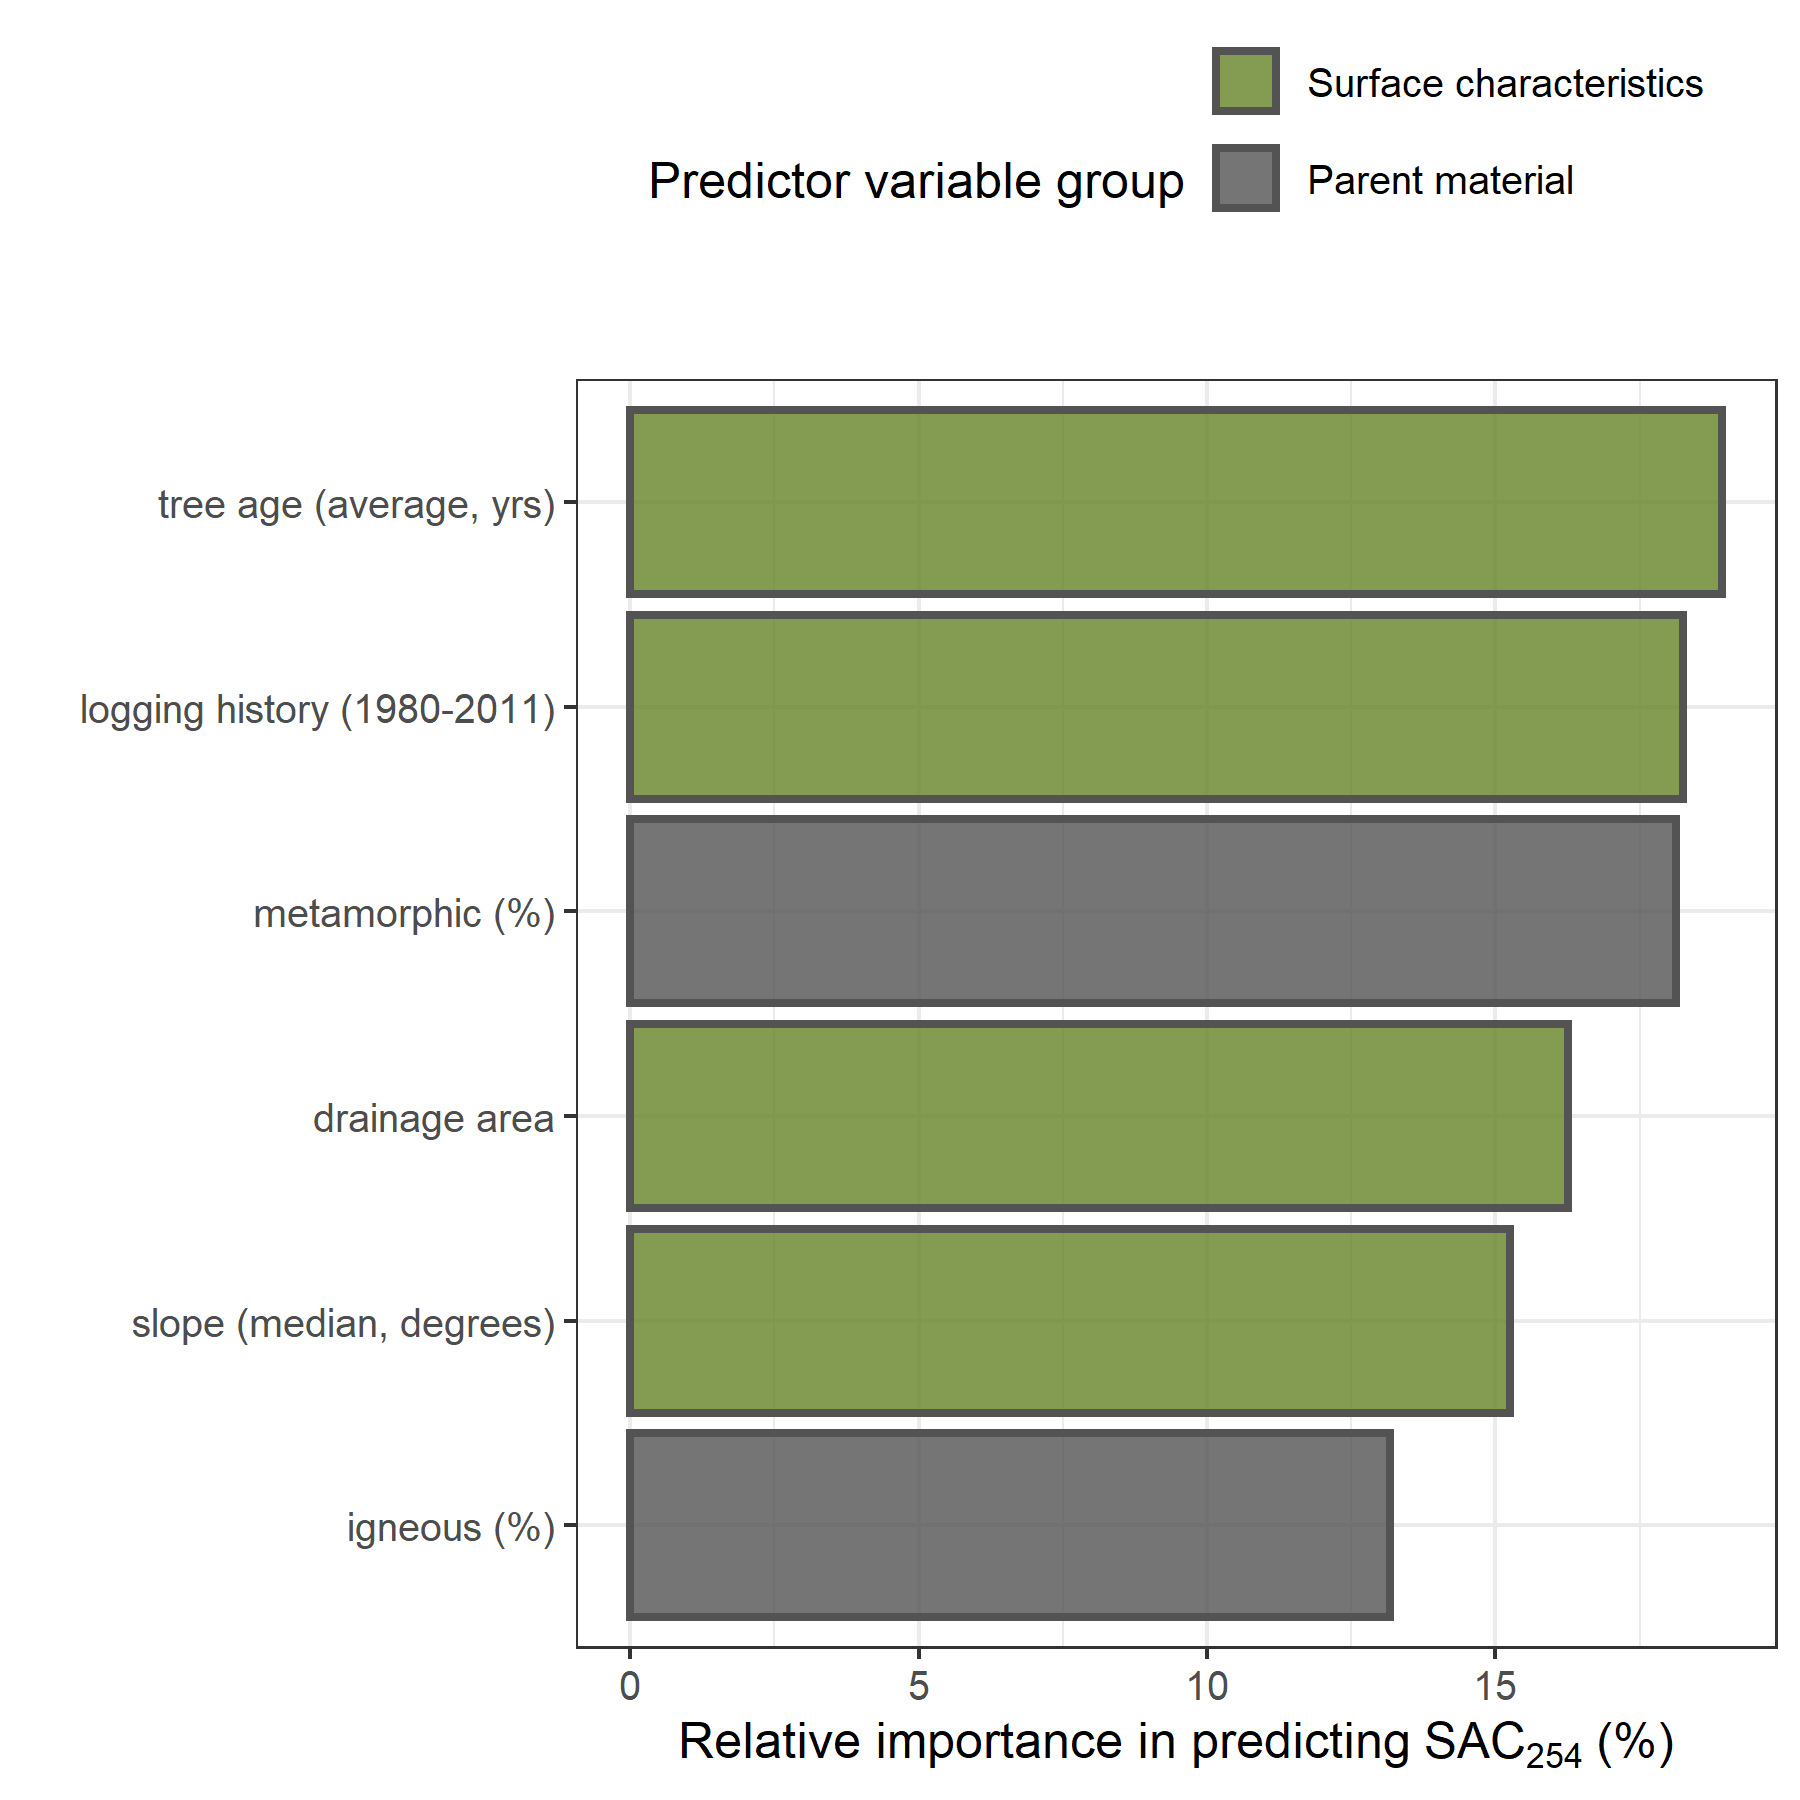 Surface characteristics
Predictor variable group
Parent material
tree age (average, yrs)
logging history (1980-2011)
metamorphic (%)
drainage area
slope (median, degrees)
igneous (%)
0 5 10 15
Relative importance in predicting SAC₂₅₄ (%)